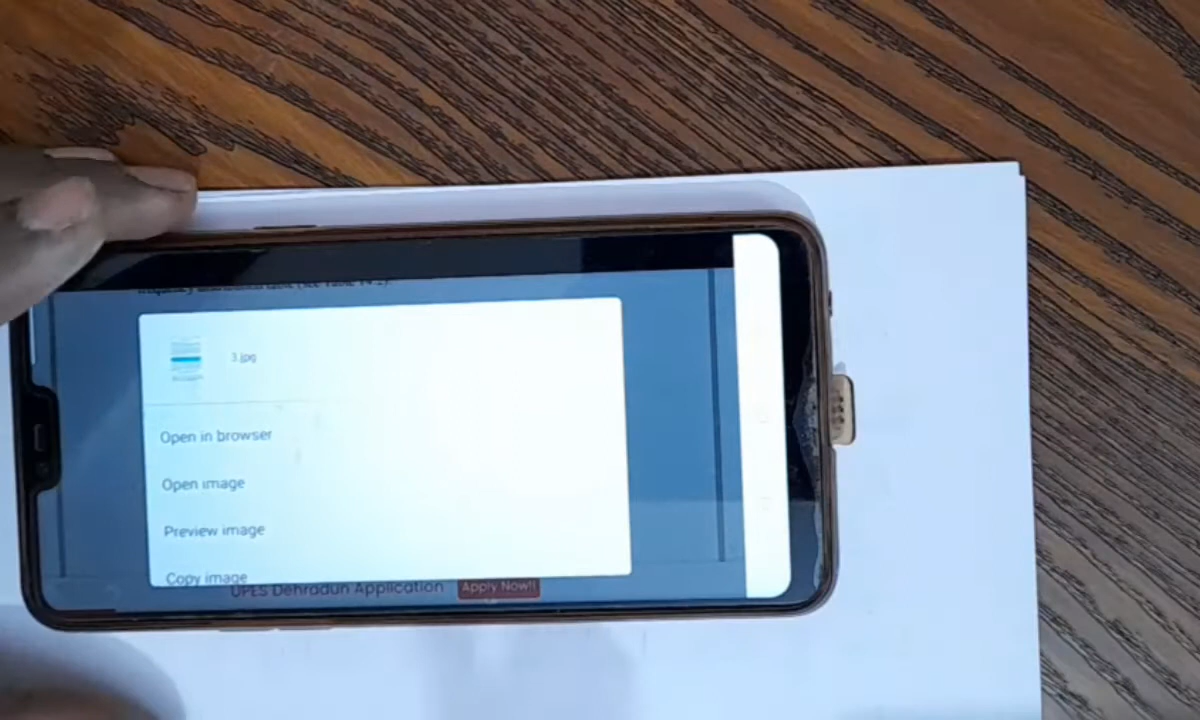 3.jpg
Open in browser
Open image
Preview image
Copy image
UPES Dehradun Application Apply Now!!